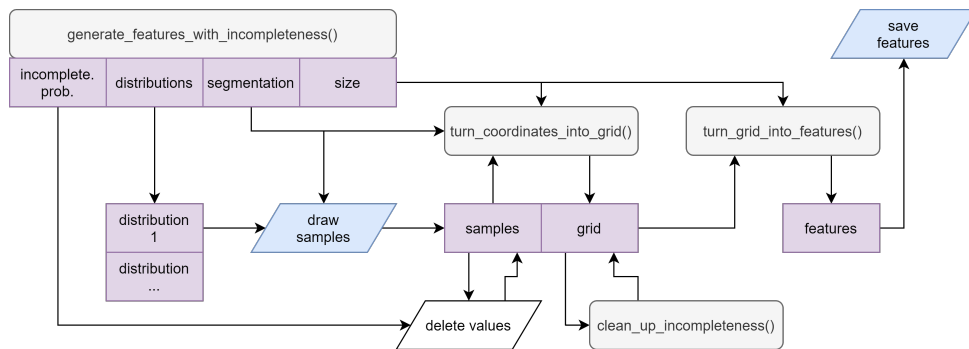 generate_features_with_incompleteness()
save
features
incomplete.
prob.
distributions
segmentation
size
turn_coordinates_into_grid()
turn_grid_into_features()
distribution
1
distribution
...
draw
samples
samples
grid
features
delete values
clean_up_incompleteness()